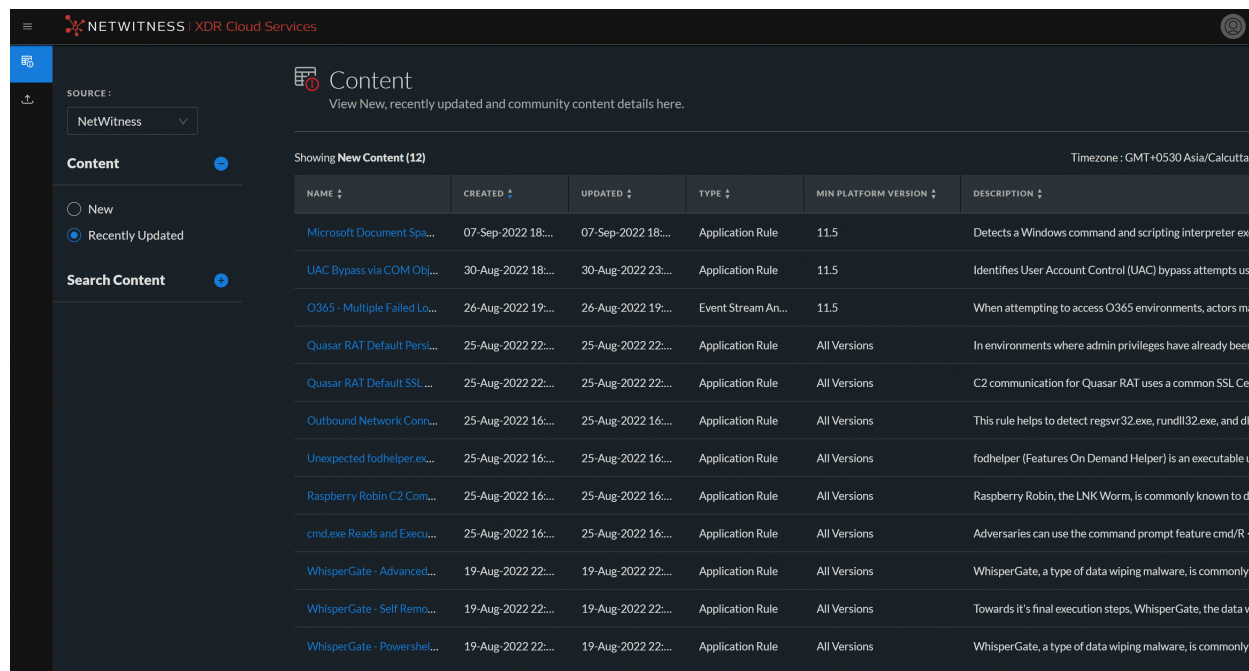 NETWITNESS | XDR Cloud Services
SOURCE:
NetWitness
Content
New
Recently Updated
Search Content
Content
View New, recently updated and community content details here.
Showing New Content (12)
Timezone : GMT+0530 Asia/Calcutta
NAME CREATED UPDATED TYPE MIN PLATFORM VERSION DESCRIPTION
Microsoft Document Spa... 07-Sep-2022 18:... 07-Sep-2022 18:... Application Rule 11.5 Detects a Windows command and scripting interpreter ex
UAC Bypass via COM Obj... 30-Aug-2022 18:... 30-Aug-2022 23:... Application Rule 11.5 Identifies User Account Control (UAC) bypass attempts us
O365 - Multiple Failed Lo... 26-Aug-2022 19:... 26-Aug-2022 19:... Event Stream An... 11.5 When attempting to access O365 environments, actors m
Quasar RAT Default Persi... 25-Aug-2022 22:... 25-Aug-2022 22:... Application Rule All Versions In environments where admin privileges have already bee
Quasar RAT Default SSL ... 25-Aug-2022 22:... 25-Aug-2022 22:... Application Rule All Versions C2 communication for Quasar RAT uses a common SSL Ce
Outbound Network Conn... 25-Aug-2022 16:... 25-Aug-2022 16:... Application Rule All Versions This rule helps to detect regsvr32.exe, rundll32.exe, and dl
Unexpected fodhelper.ex... 25-Aug-2022 16:... 25-Aug-2022 16:... Application Rule All Versions fodhelper (Features On Demand Helper) is an executable u
Raspberry Robin C2 Com... 25-Aug-2022 16:... 25-Aug-2022 16:... Application Rule All Versions Raspberry Robin, the LNK Worm, is commonly known to d
cmd.exe Reads and Execu... 25-Aug-2022 16:... 25-Aug-2022 16:... Application Rule All Versions Adversaries can use the command prompt feature cmd/R
WhisperGate - Advanced... 19-Aug-2022 22:... 19-Aug-2022 22:... Application Rule All Versions WhisperGate, a type of data wiping malware, is commonly
WhisperGate - Self Remo... 19-Aug-2022 22:... 19-Aug-2022 22:... Application Rule All Versions Towards it's final execution steps, WhisperGate, the data
WhisperGate - Powershel... 19-Aug-2022 22:... 19-Aug-2022 22:... Application Rule All Versions WhisperGate, a type of data wiping malware, is commonly